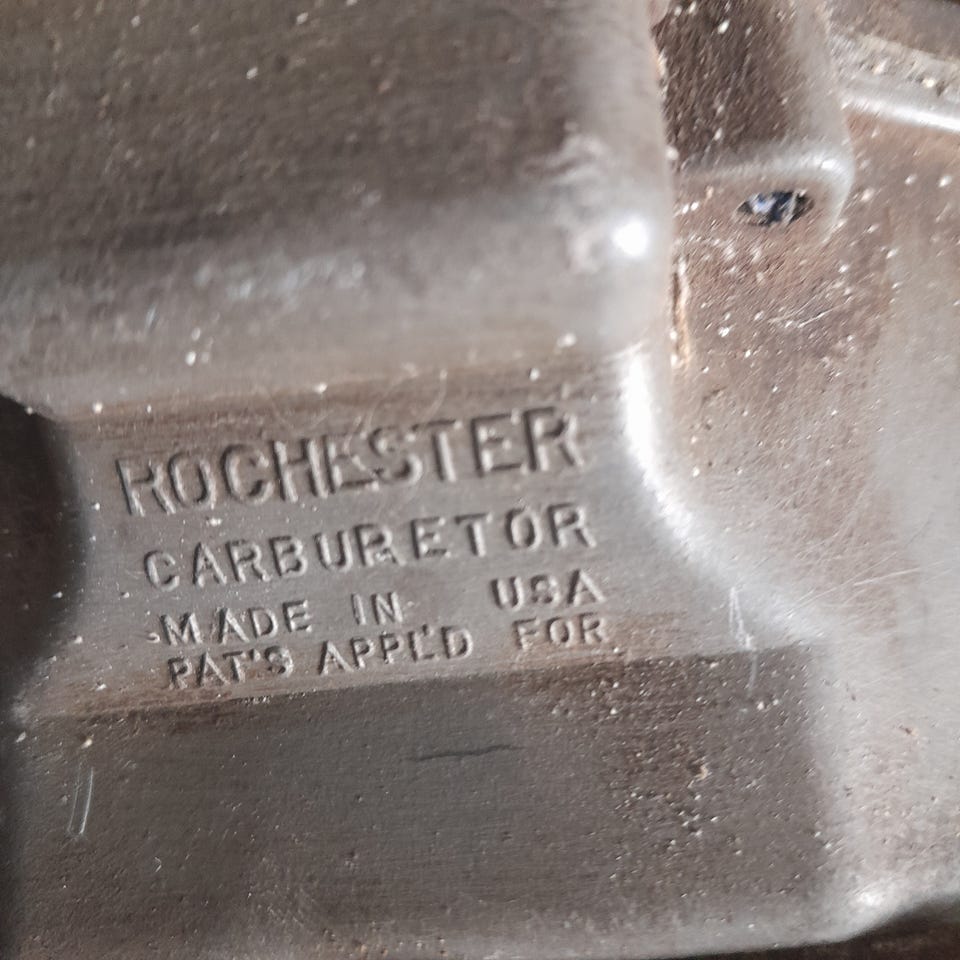 ROCHESTER
CARBURETOR
MADE IN USA
PAT'S APPL'D FOR